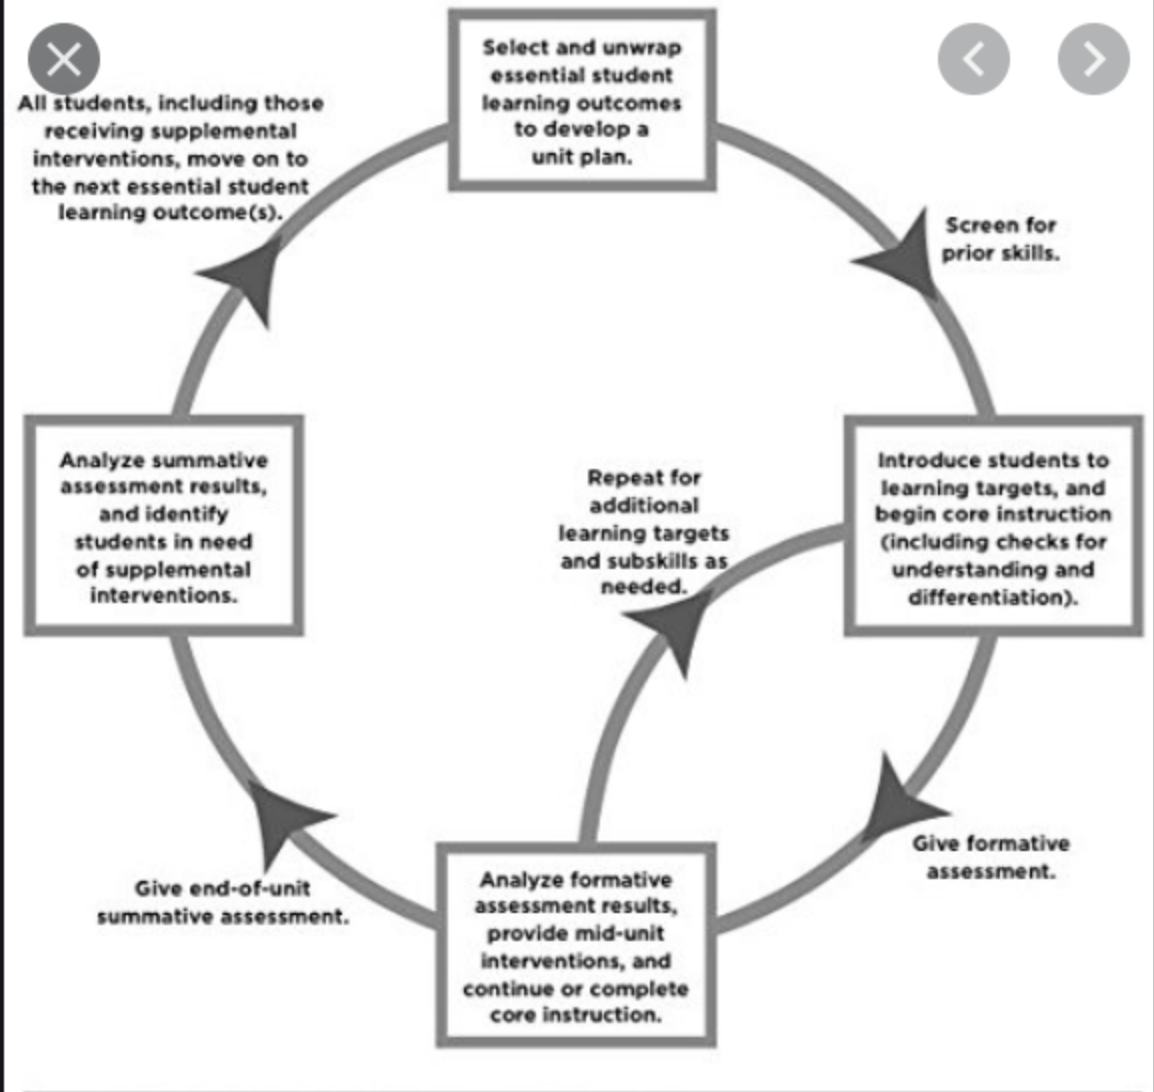 Select and unwrap
essential student
learning outcomes
to develop a
unit plan.
Screen for
prior skills.
Introduce students to
learning targets, and
begin core instruction
(including checks for
understanding and
differentiation).
Give formative
assessment.
Analyze formative
assessment results,
provide mid-unit
interventions, and
continue or complete
core instruction.
Repeat for
additional
learning targets
and subskills as
needed.
Give end-of-unit
summative assessment.
Analyze summative
assessment results,
and identify
students in need
of supplemental
interventions.
All students, including those
receiving supplemental
interventions, move on to
the next essential student
learning outcome(s).